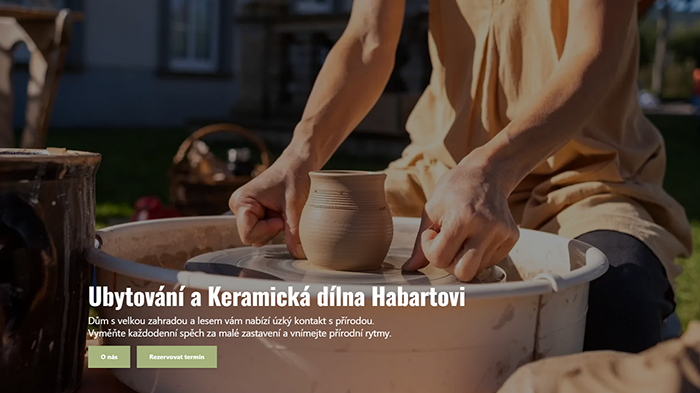 Ubytování a Keramická dílna Habartovi
Dům s velkou zahradou a lesem vám nabízí úzký kontakt s přírodou.
Vyměňte každodenní spěch za malé zastavení a vnímejte přírodní rytmy.
O nás
Rezervovat termín